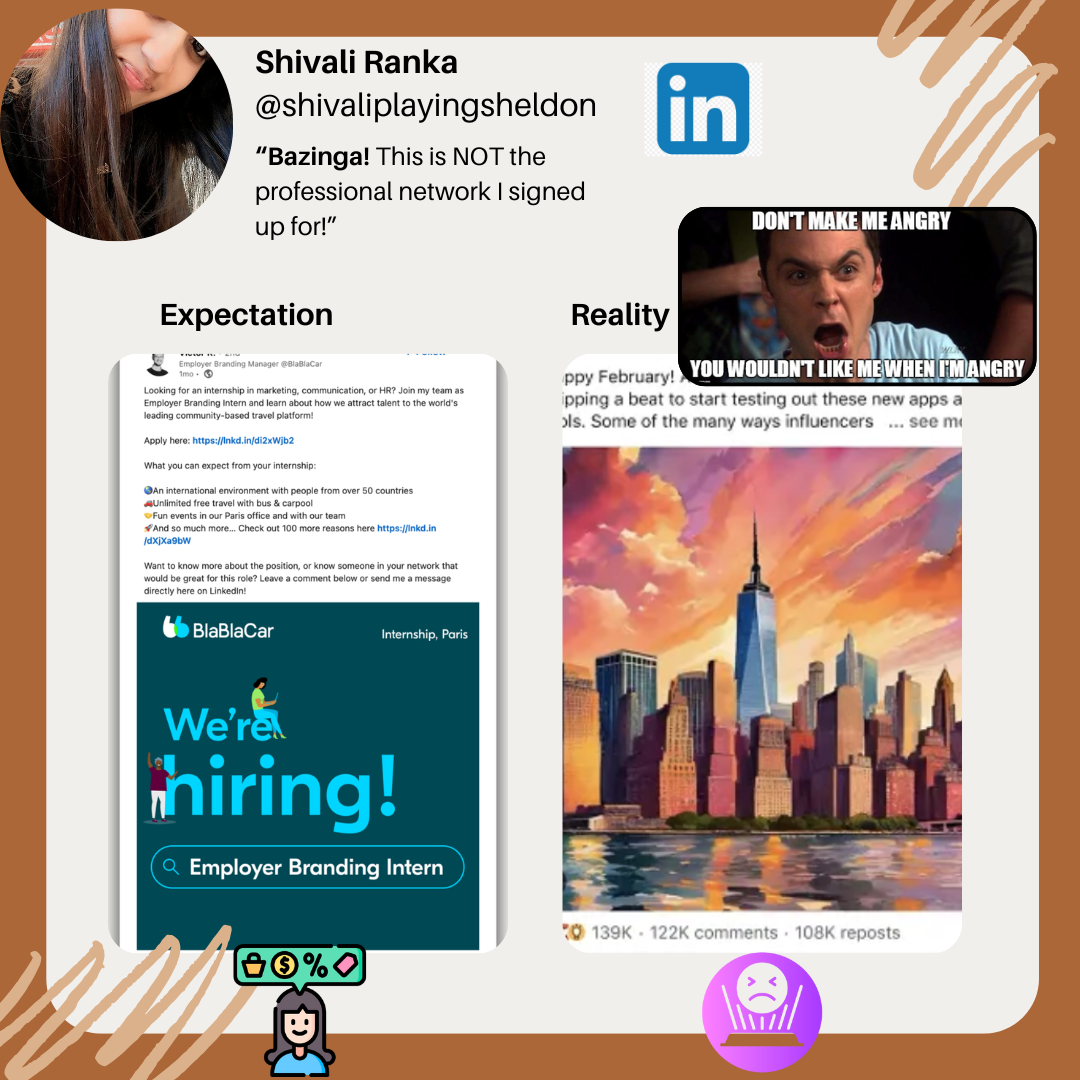 Shivali Ranka
@shivaliplayingsheldon
“Bazinga! This is NOT the
professional network I signed
up for!”
in
DON'T MAKE ME ANGRY
YOU WOULDN'T LIKE ME WHEN I'M ANGRY
Expectation
Employer Branding Manager @BlaBlaCar
1mo •
Looking for an internship in marketing, communication, or HR? Join my team as
Employer Branding Intern and learn about how we attract talent to the world's
leading community-based travel platform!
Apply here: https://lnkd.in/di2xWjb2
What you can expect from your internship:
🌍An international environment with people from over 50 countries
🚗Unlimited free travel with bus & carpool
🤝Fun events in our Paris office and with our team
🚀And so much more... Check out 100 more reasons here https://lnkd.in
/dXjXa9bW
Want to know more about the position, or know someone in your network that
would be great for this role? Leave a comment below or send me a message
directly here on LinkedIn!
BlaBlaCar
Internship, Paris
We're
hiring!
Employer Branding Intern
Reality
ppy February!
ipping a beat to start testing out these new apps a
ols. Some of the many ways influencers ... see m
139K · 122K comments · 108K reposts
$ %